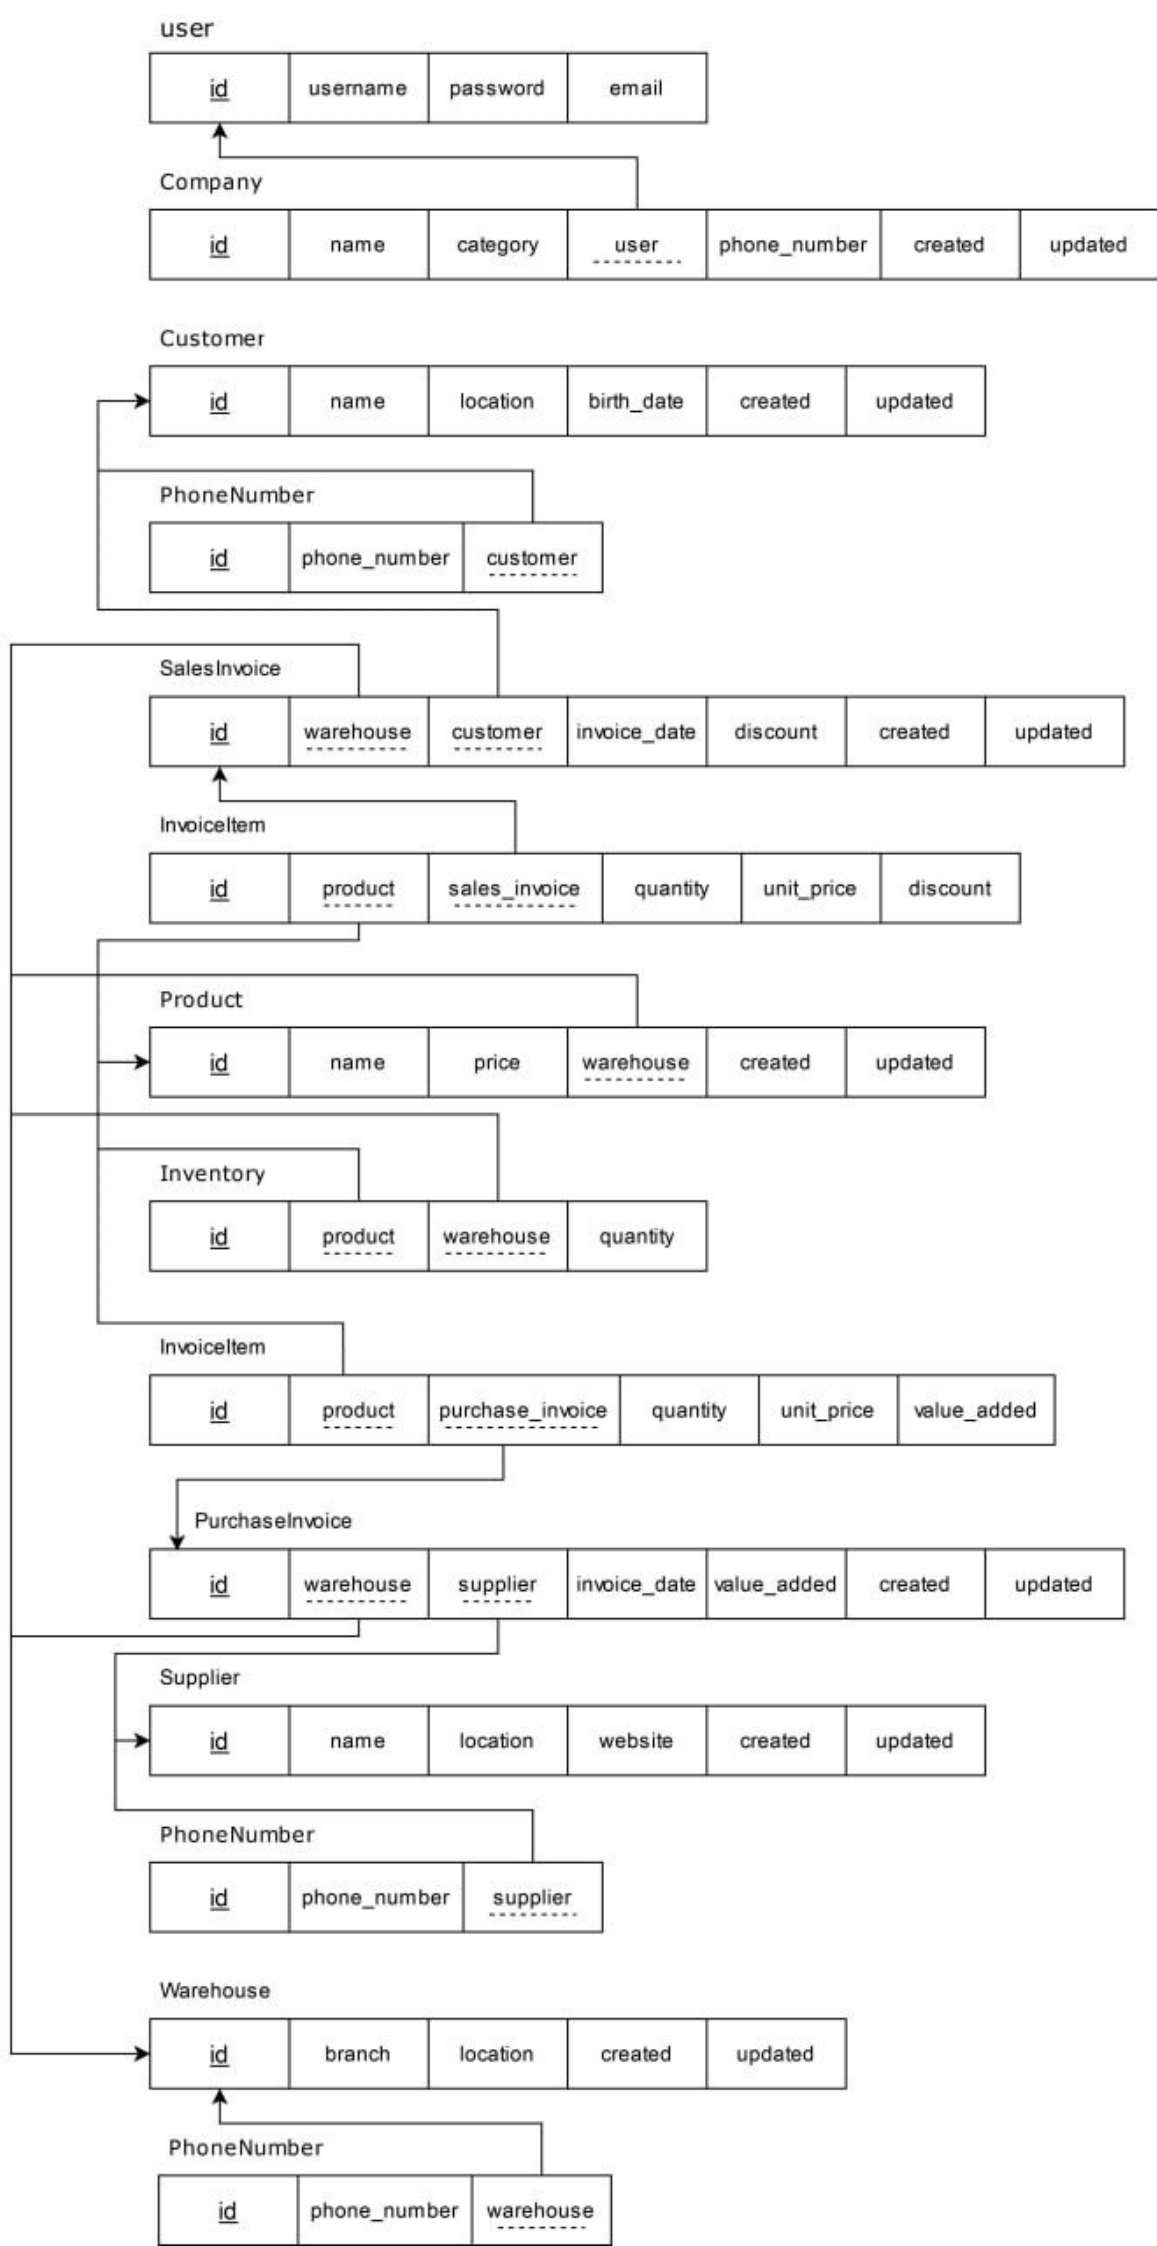 user
id username password email
Company
id name category user phone_number created updated
Customer
id name location birth_date created updated
PhoneNumber
id phone_number customer
SalesInvoice
id warehouse customer invoice_date discount created updated
InvoiceItem
id product sales_invoice quantity unit_price discount
Product
id name price warehouse created updated
Inventory
id product warehouse quantity
InvoiceItem
id product purchase_invoice quantity unit_price value_added
PurchaseInvoice
id warehouse supplier invoice_date value_added created updated
Supplier
id name location website created updated
PhoneNumber
id phone_number supplier
Warehouse
id branch location created updated
PhoneNumber
id phone_number warehouse